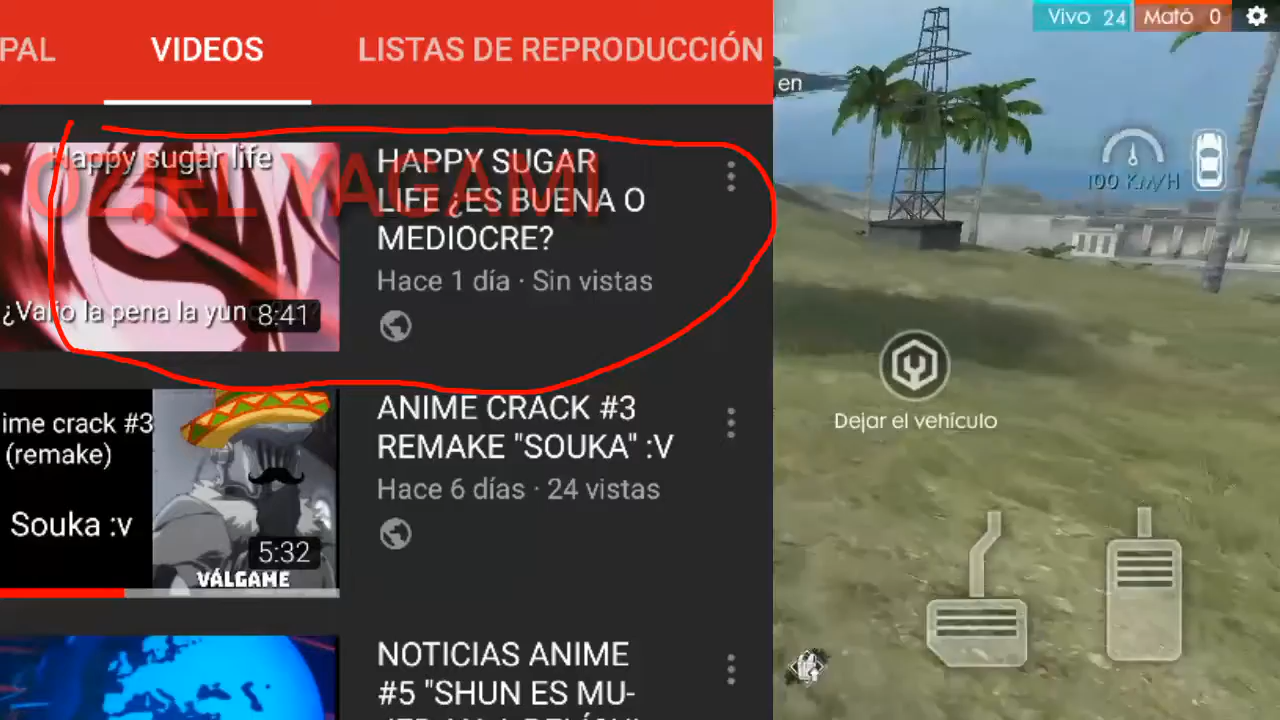 PAL
VIDEOS
LISTAS DE REPRODUCCIÓN
Happy sugar life
OZIEL YAGAMI
¿Valio la pena la yun
8:41
HAPPY SUGAR
LIFE ¿ES BUENA O
MEDIOCRE?
Hace 1 día · Sin vistas
ime crack #3
(remake)
Souka :v
5:32
VÁLGAME
ANIME CRACK #3
REMAKE "SOUKA" :V
Hace 6 días · 24 vistas
NOTICIAS ANIME
#5 "SHUN ES MU-
Vivo 24
Mató 0
en
100 KM/H
Dejar el vehículo